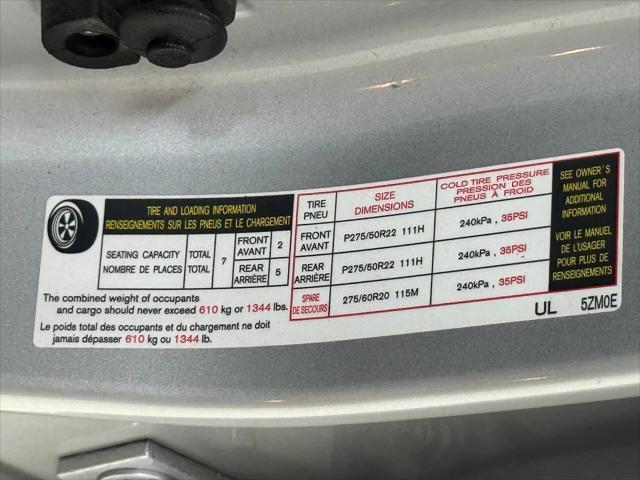 TIRE AND LOADING INFORMATION
RENSEIGNEMENTS SUR LES PNEUS ET LE CHARGEMENT
SEATING CAPACITY TOTAL 7 FRONT AVANT 2
NOMBRE DE PLACES TOTAL REAR ARRIÈRE 5
The combined weight of occupants
and cargo should never exceed 610 kg or 1344 lbs.
Le poids total des occupants et du chargement ne doit
jamais dépasser 610 kg ou 1344 lb.
TIRE PNEU SIZE DIMENSIONS COLD TIRE PRESSURE PRESSION DES PNEUS À FROID
FRONT AVANT P275/50R22 111H 240kPa , 35PSI
REAR ARRIÈRE P275/50R22 111H 240kPa , 35PSI
SPARE DE SECOURS 275/60R20 115M 240kPa , 35PSI
SEE OWNER'S
MANUAL FOR
ADDITIONAL
INFORMATION
VOIR LE MANUEL
DE L'USAGER
POUR PLUS DE
RENSEIGNEMENTS
UL 5ZM0E